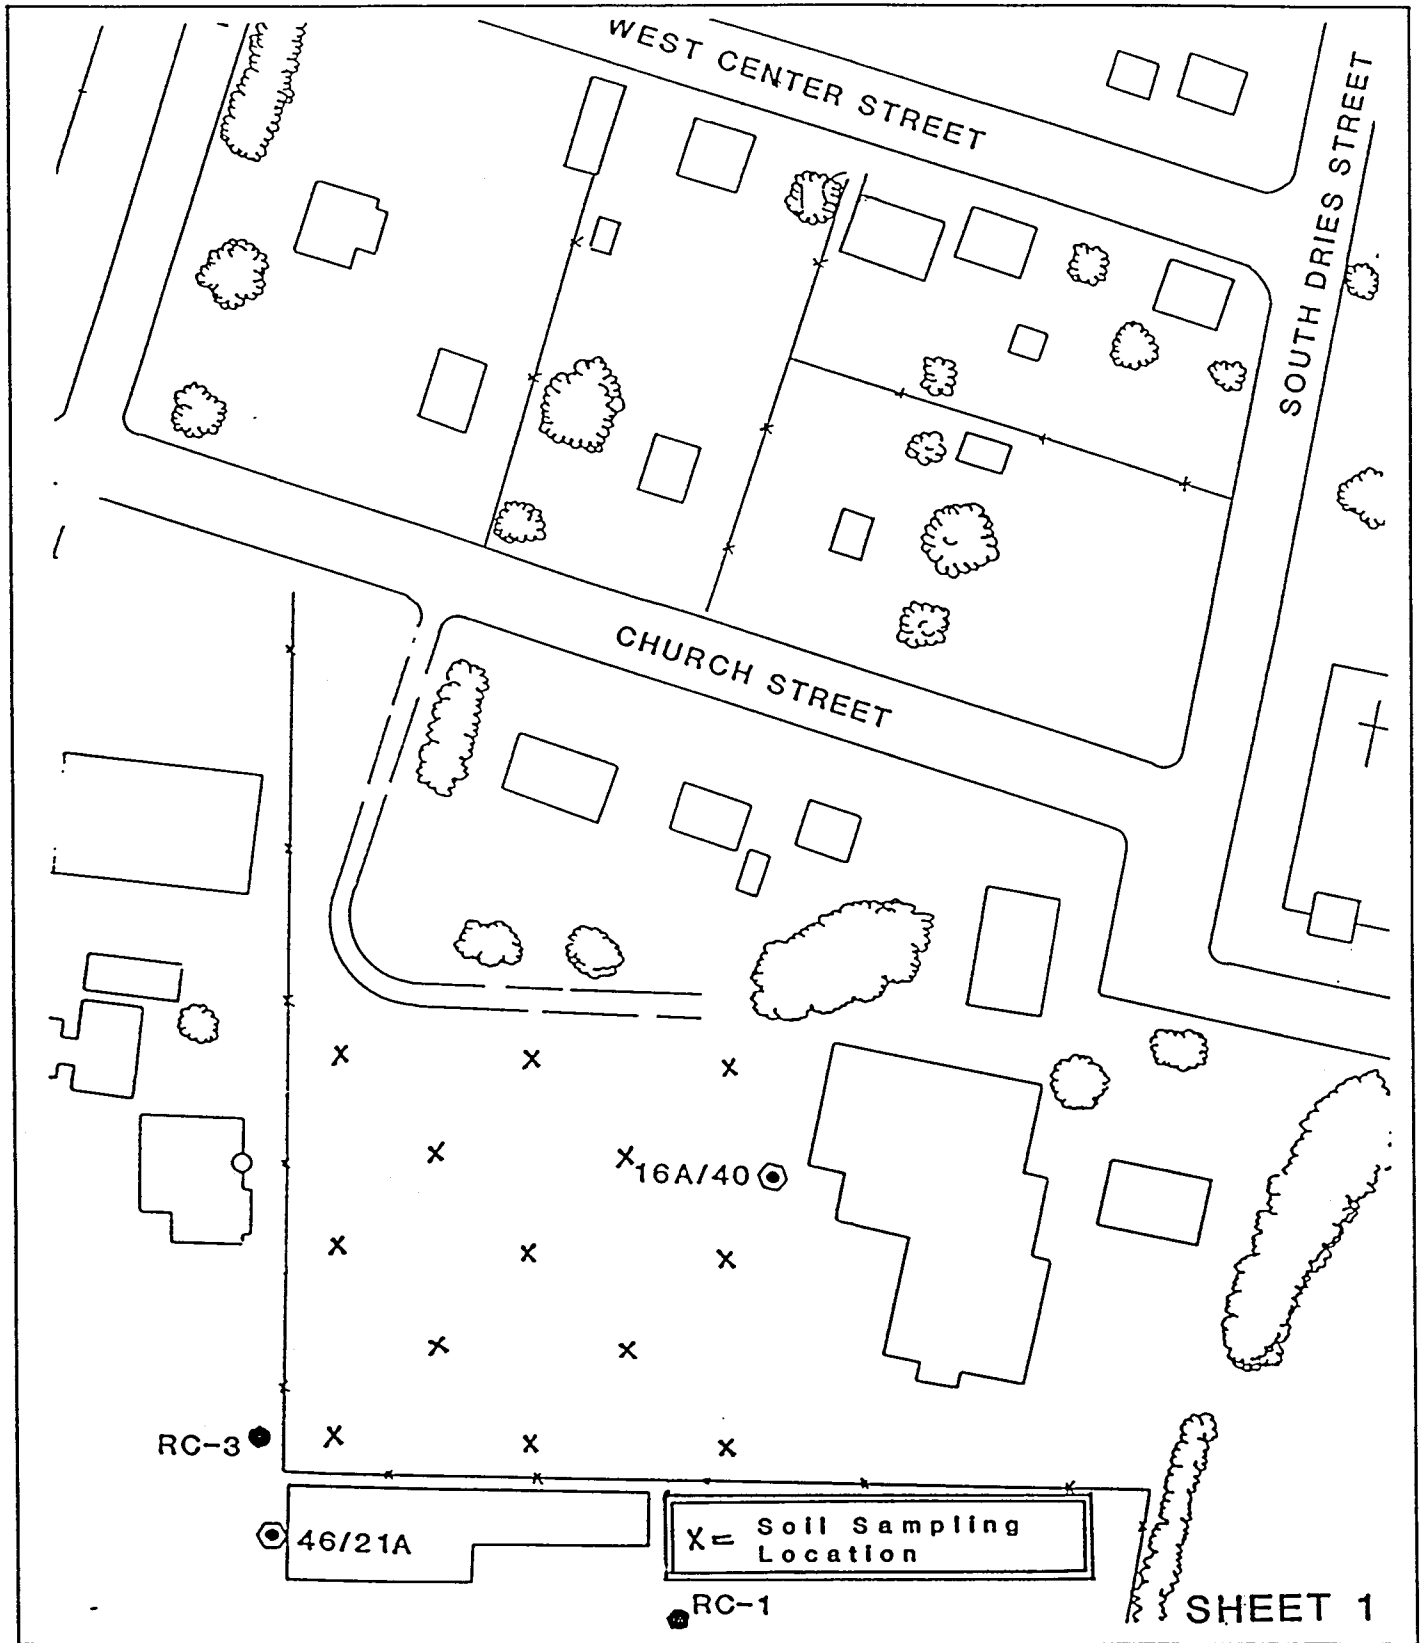 WEST CENTER STREET
SOUTH DRIES STREET
CHURCH STREET
16A/40
RC-3
46/21A
X = Soil Sampling
Location
RC-1
SHEET 1